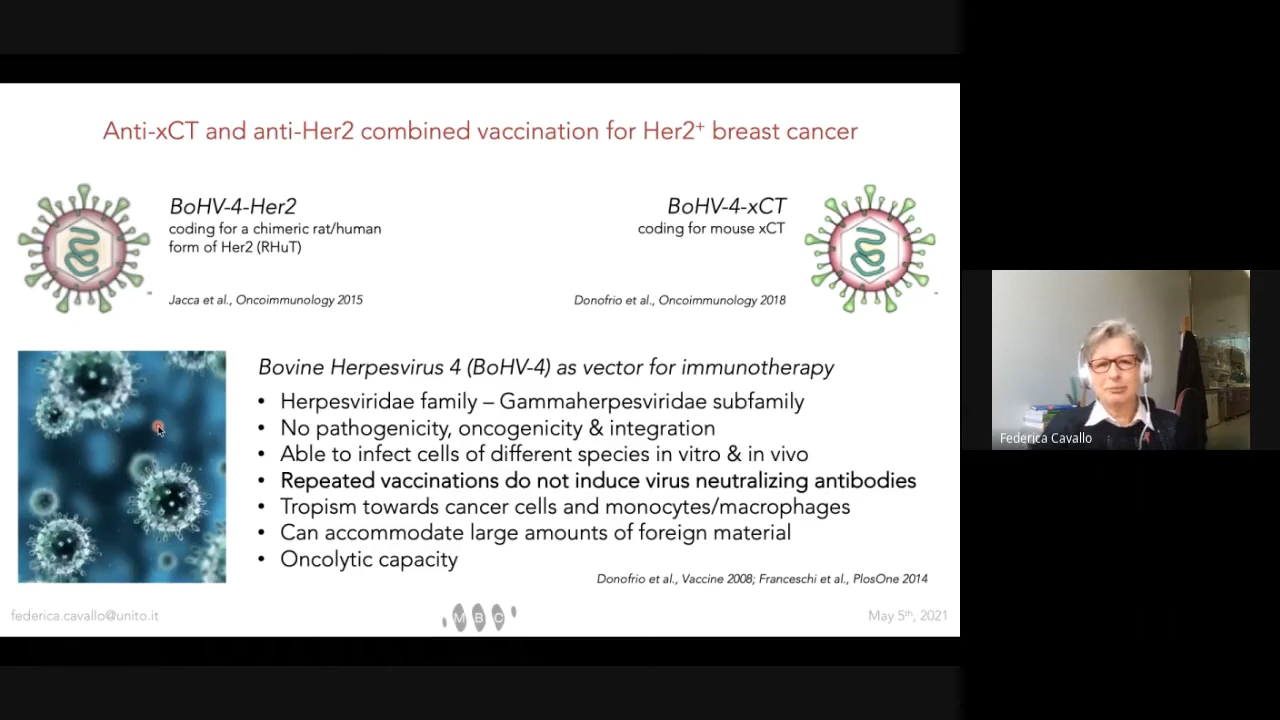 Anti-xCT and anti-Her2 combined vaccination for Her2⁺ breast cancer
BoHV-4-Her2
coding for a chimeric rat/human
form of Her2 (RHuT)
Jacca et al., Oncoimmunology 2015
BoHV-4-xCT
coding for mouse xCT
Donofrio et al., Oncoimmunology 2018
Bovine Herpesvirus 4 (BoHV-4) as vector for immunotherapy
• Herpesviridae family – Gammaherpesviridae subfamily
• No pathogenicity, oncogenicity & integration
• Able to infect cells of different species in vitro & in vivo
• Repeated vaccinations do not induce virus neutralizing antibodies
• Tropism towards cancer cells and monocytes/macrophages
• Can accommodate large amounts of foreign material
• Oncolytic capacity
Donofrio et al., Vaccine 2008; Franceschi et al., PlosOne 2014
federica.cavallo@unito.it
MBC
May 5ᵗʰ, 2021
Federica Cavallo